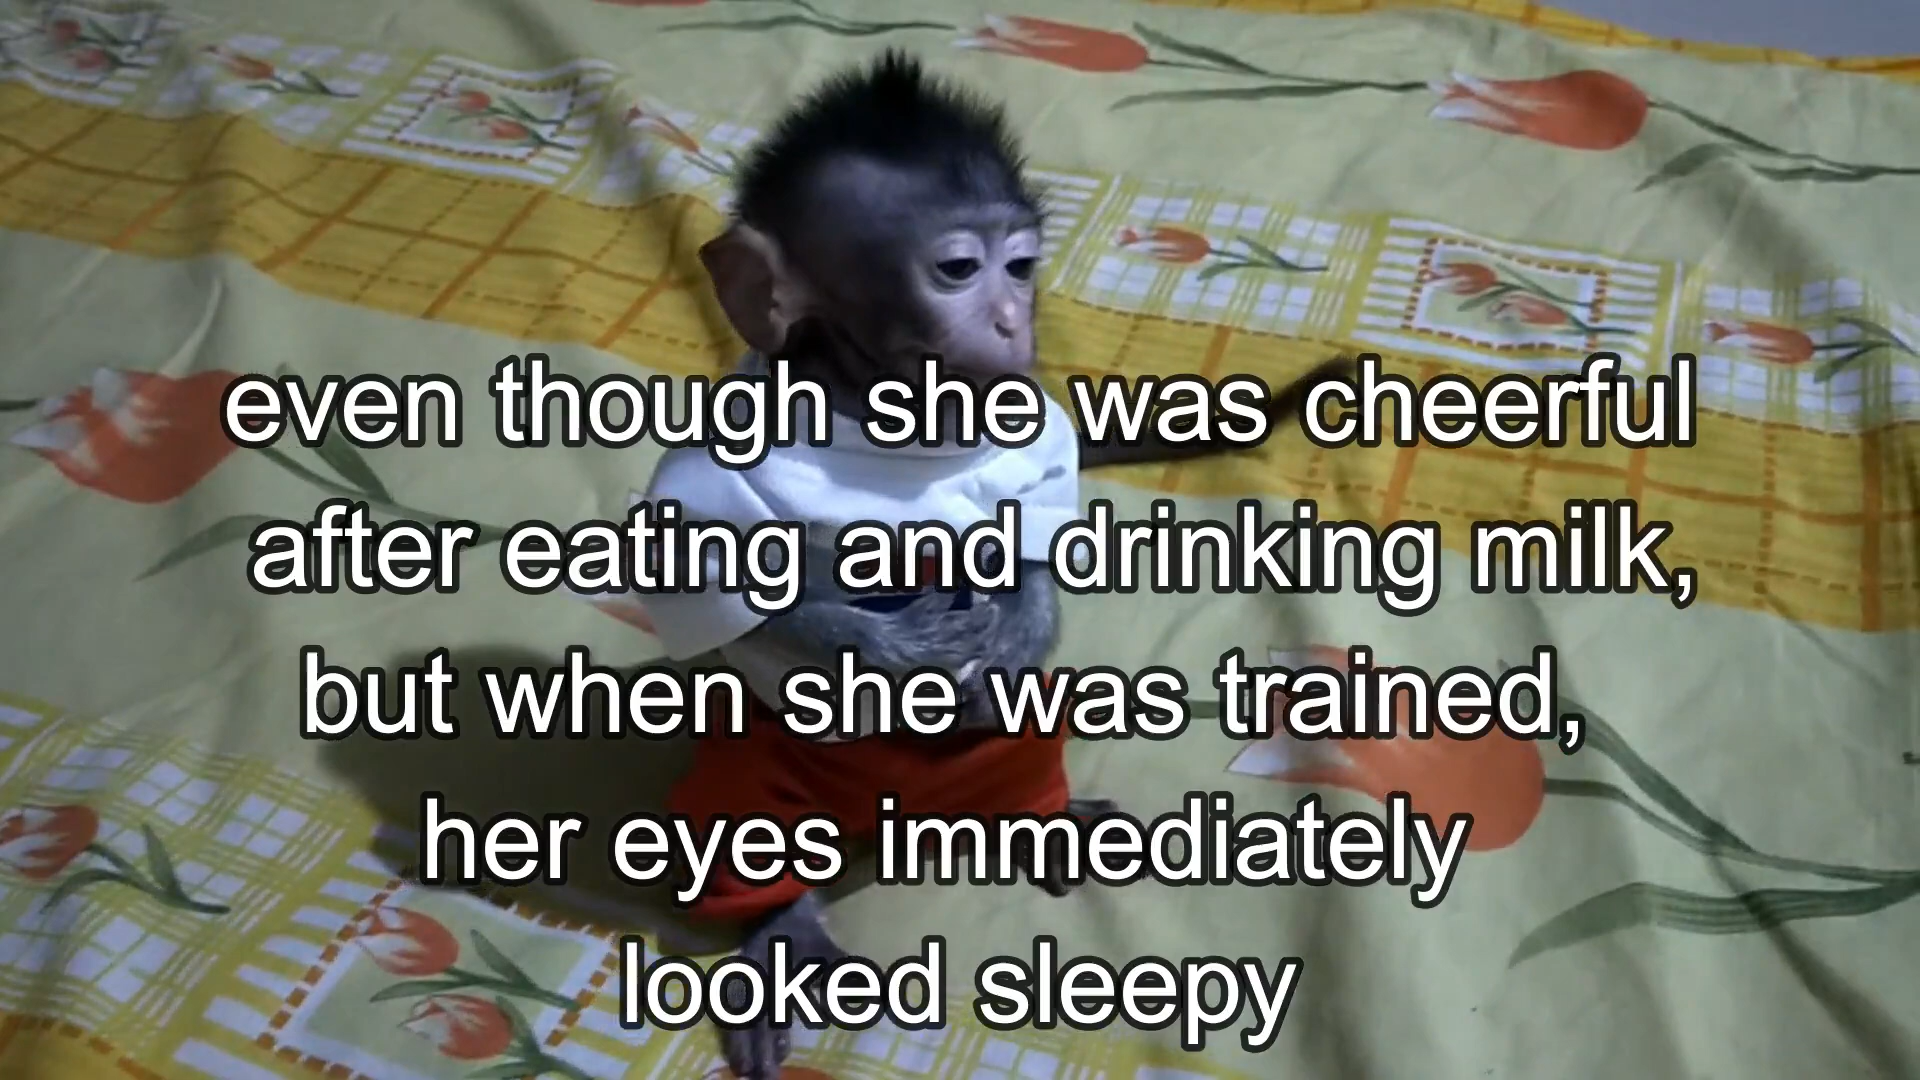 even though she was cheerful
after eating and drinking milk,
but when she was trained,
her eyes immediately
looked sleepy